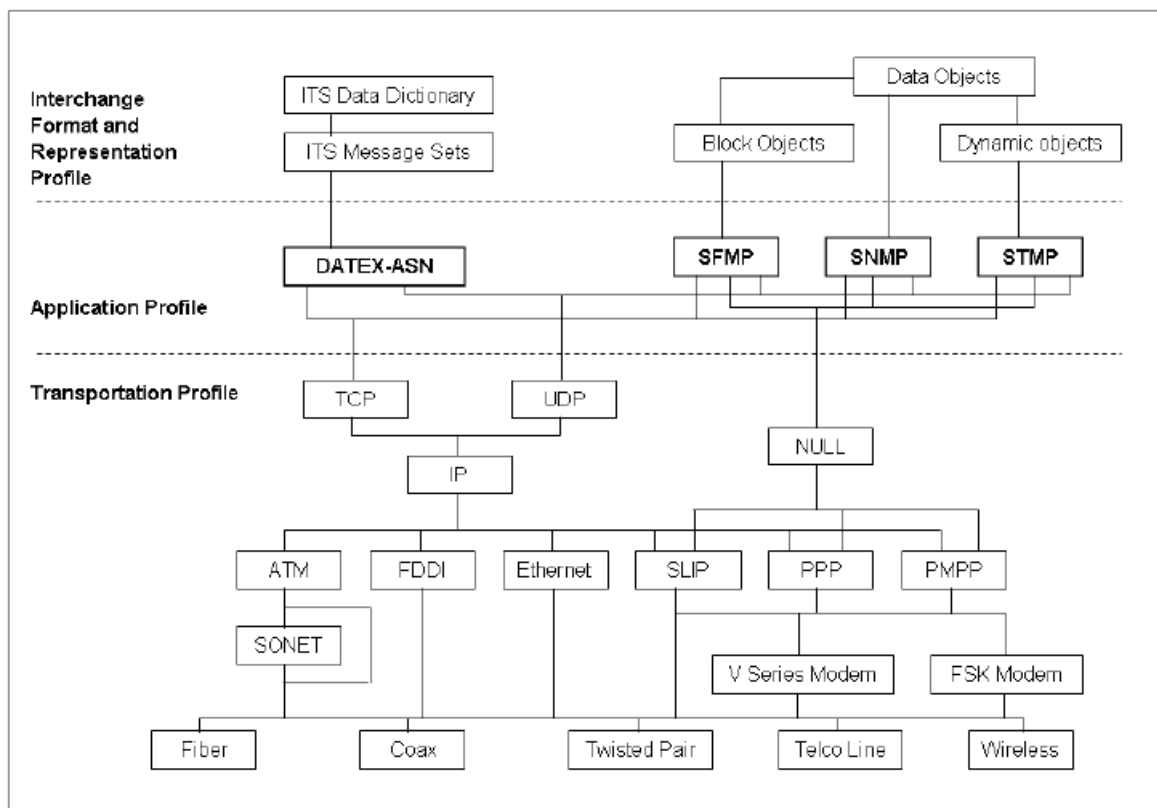 Data Objects
ITS Data Dictionary
Interchange
Format and
Representation
Profile
ITS Message Sets
Block Objects
Dynamic objects
DATEX-ASN
SFMP
SNMP
STMP
Application Profile
Transportation Profile
TCP
UDP
NULL
IP
ATM
FDDI
Ethernet
SLIP
PPP
PMPP
SONET
V Series Modem
FSK Modem
Fiber
Coax
Twisted Pair
Telco Line
Wireless